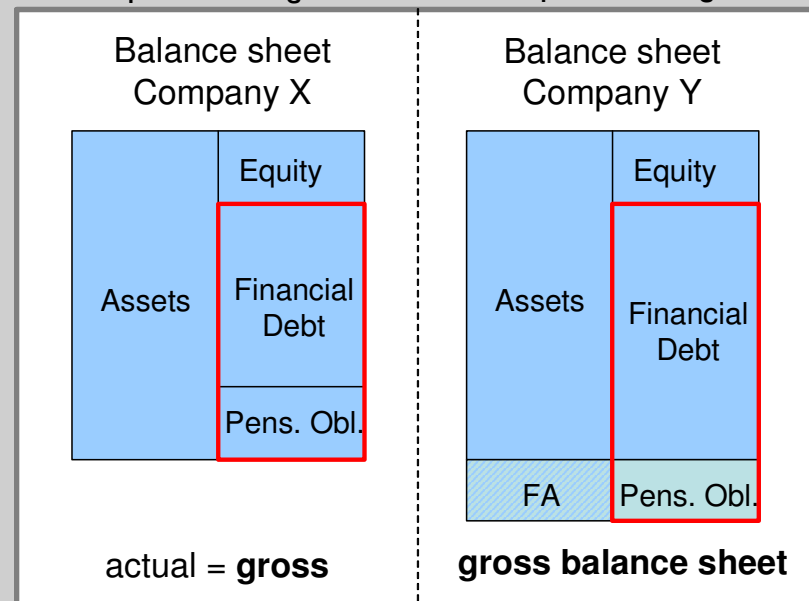 Balance sheet
Company X
Equity
Assets
Financial
Debt
Pens. Obl.
actual = gross
Balance sheet
Company Y
Equity
Assets
Financial
Debt
FA
Pens. Obl.
gross balance sheet